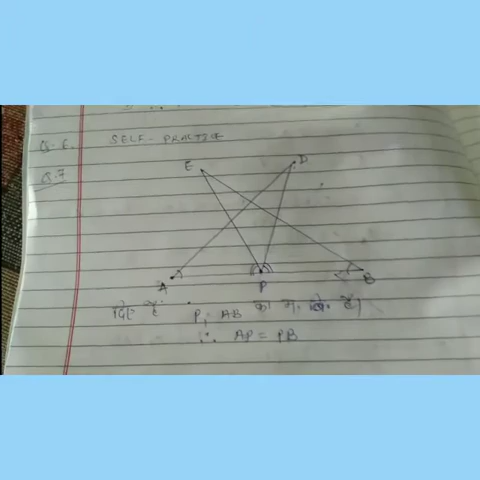 Q.6. SELF-PRACTICE
Q.7
E D
A P B
दिए हैं P, AB का म. बि. हैं।
∴ AP = PB